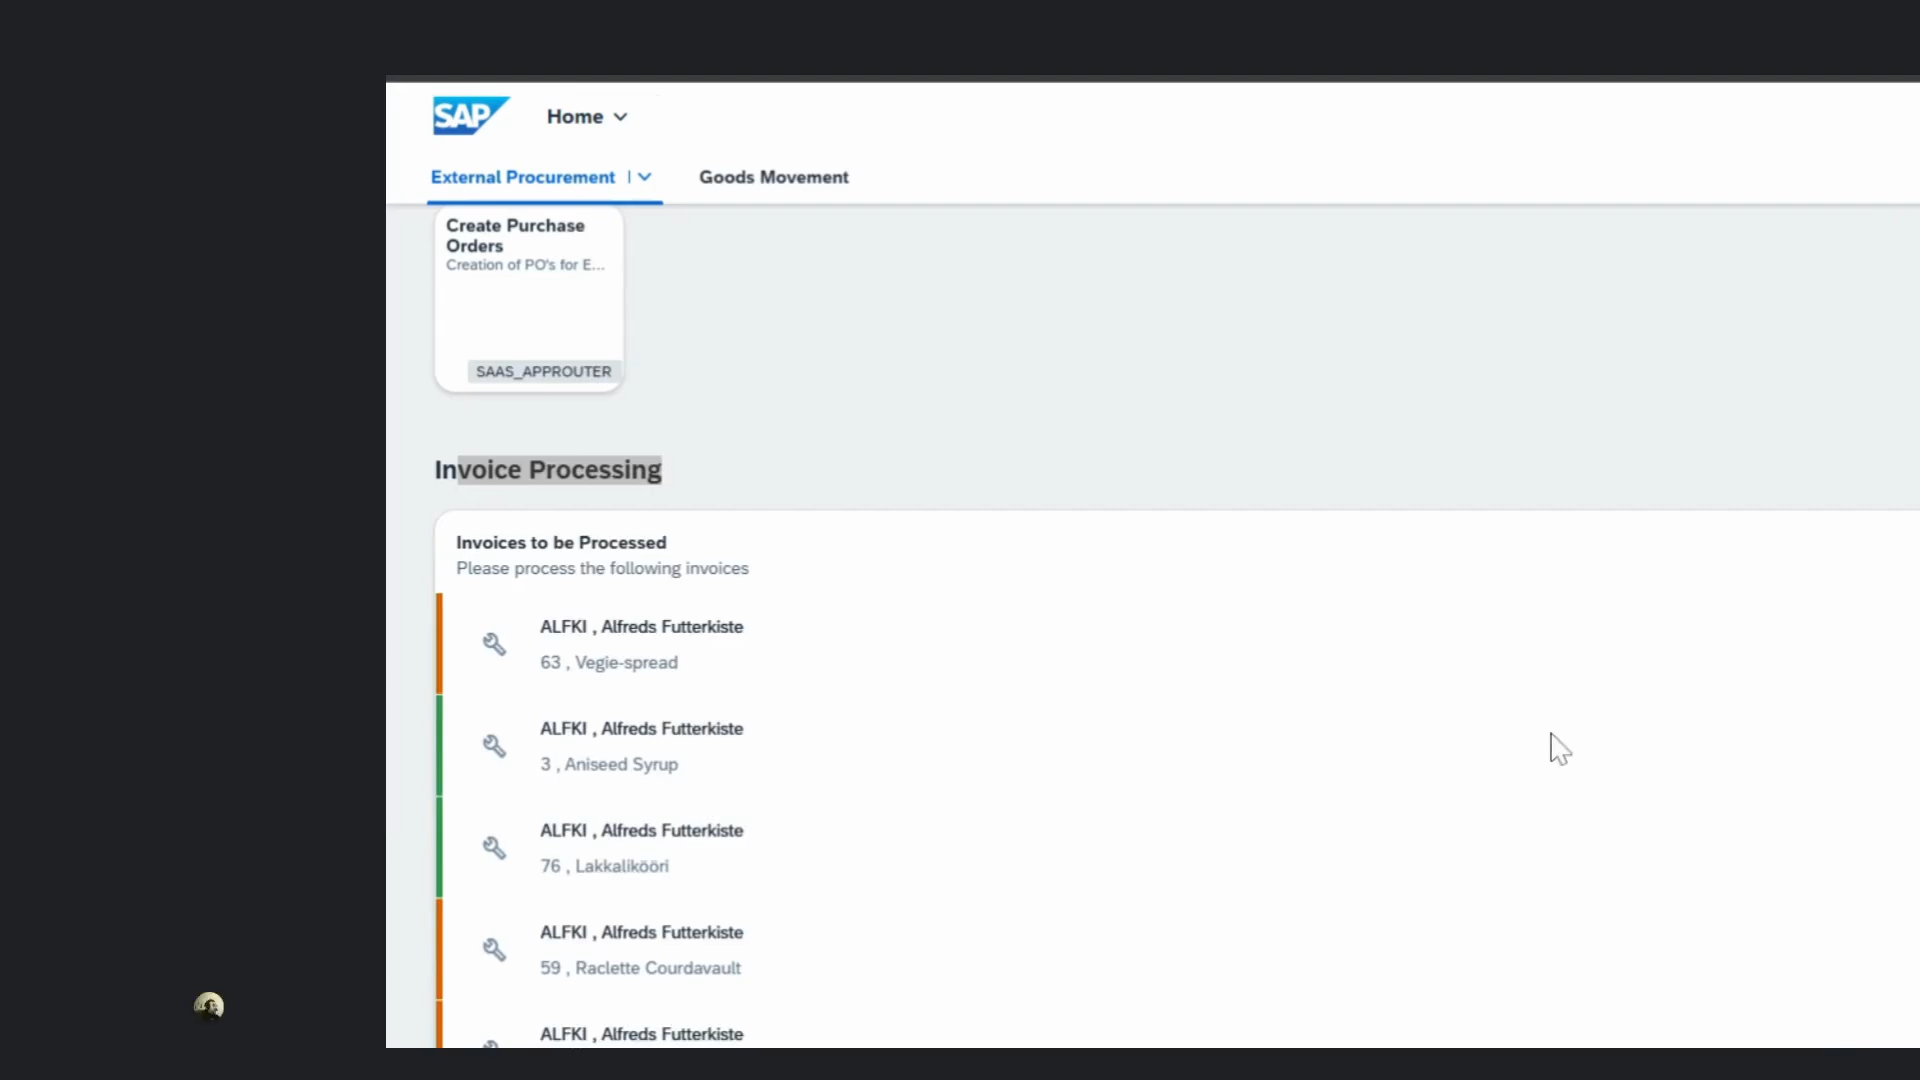 SAP
Home
External Procurement
Goods Movement
Create Purchase
Orders
Creation of PO's for E...
SAAS_APPROUTER
Invoice Processing
Invoices to be Processed
Please process the following invoices
ALFKI , Alfreds Futterkiste
63 , Vegie-spread
ALFKI , Alfreds Futterkiste
3 , Aniseed Syrup
ALFKI , Alfreds Futterkiste
76 , Lakkalikööri
ALFKI , Alfreds Futterkiste
59 , Raclette Courdavault
ALFKI , Alfreds Futterkiste